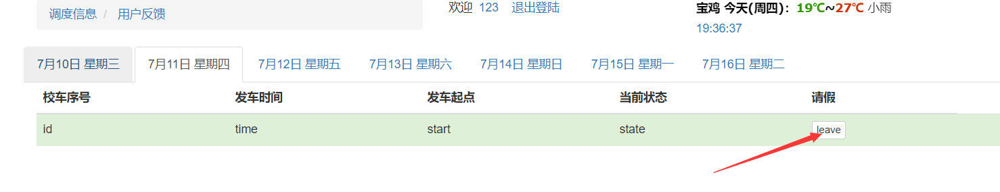 调度信息 / 用户反馈
欢迎 123 退出登陆
宝鸡 今天(周四)：19℃~27℃ 小雨
19:36:37
7月10日 星期三 7月11日 星期四 7月12日 星期五 7月13日 星期六 7月14日 星期日 7月15日 星期一 7月16日 星期二
校车序号 发车时间 发车起点 当前状态 请假
id time start state leave